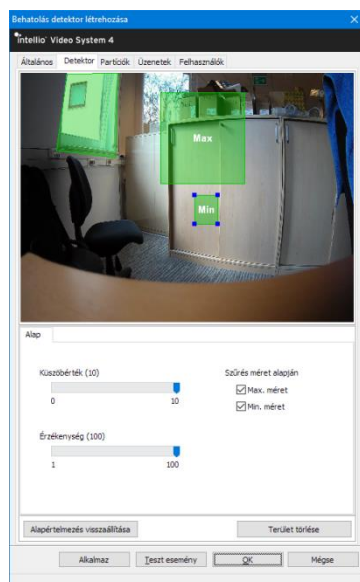 Behatolás detektor létrehozása
intellio® Video System 4
Általános Detektor Partíciók Üzenetek Felhasználók
Max
Min
Alap
Küszöbérték (10)
Szűrés méret alapján
Max. méret
0 10
Min. méret
Érzékenység (100)
1 100
Alapértelmezés visszaállítása
Terület törlése
Alkalmaz Teszt esemény OK Mégse